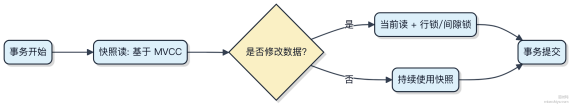 事务开始
快照读: 基于 MVCC
是否修改数据?
是
当前读 + 行锁/间隙锁
否
持续使用快照
事务提交